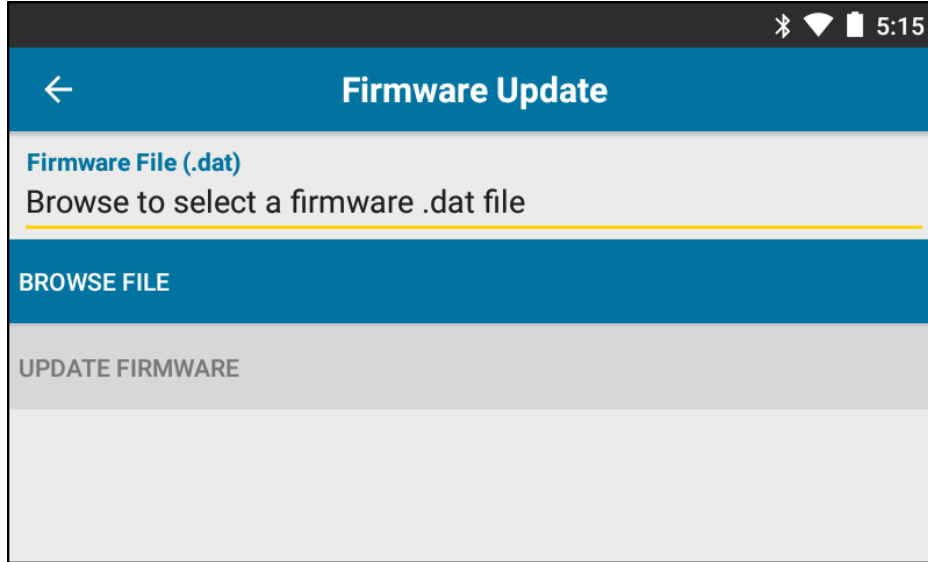 5:15
Firmware Update
Firmware File (.dat)
Browse to select a firmware .dat file
BROWSE FILE
UPDATE FIRMWARE